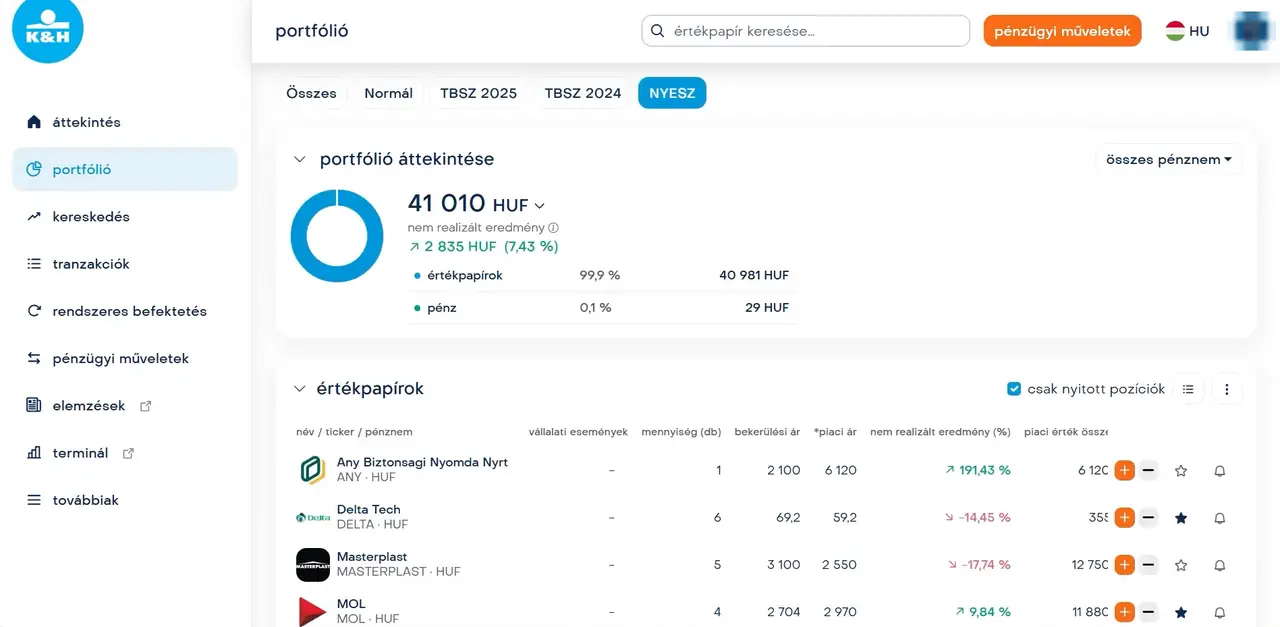 K&H
portfólió
értékpapír keresése...
pénzügyi műveletek
HU
áttekintés
portfólió
kereskedés
tranzakciók
rendszeres befektetés
pénzügyi műveletek
elemzések
terminál
továbbiak
Összes Normál TBSZ 2025 TBSZ 2024 NYESZ
portfólió áttekintése
összes pénznem
41 010 HUF
nem realizált eredmény
2 835 HUF (7,43 %)
értékpapírok 99,9 % 40 981 HUF
pénz 0,1 % 29 HUF
értékpapírok
csak nyitott pozíciók
név / ticker / pénznem vállalati események mennyiség (db) bekerülési ár *piaci ár nem realizált eredmény (%) piaci érték össze
Any Biztonsagi Nyomda Nyrt
ANY · HUF
– 1 2 100 6 120 191,43 % 6 120
Delta
Delta Tech
DELTA · HUF
– 6 69,2 59,2 -14,45 % 355
MASTERPLAST
Masterplast
MASTERPLAST · HUF
– 5 3 100 2 550 -17,74 % 12 750
MOL
MOL · HUF
– 4 2 704 2 970 9,84 % 11 880